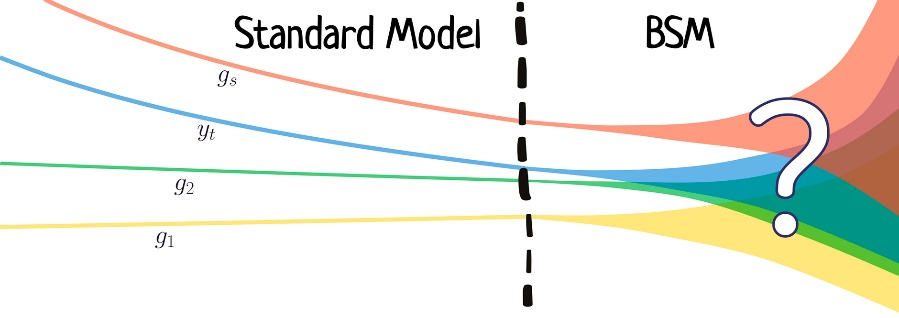 Standard Model
BSM
g_s
y_t
g_2
g_1
?